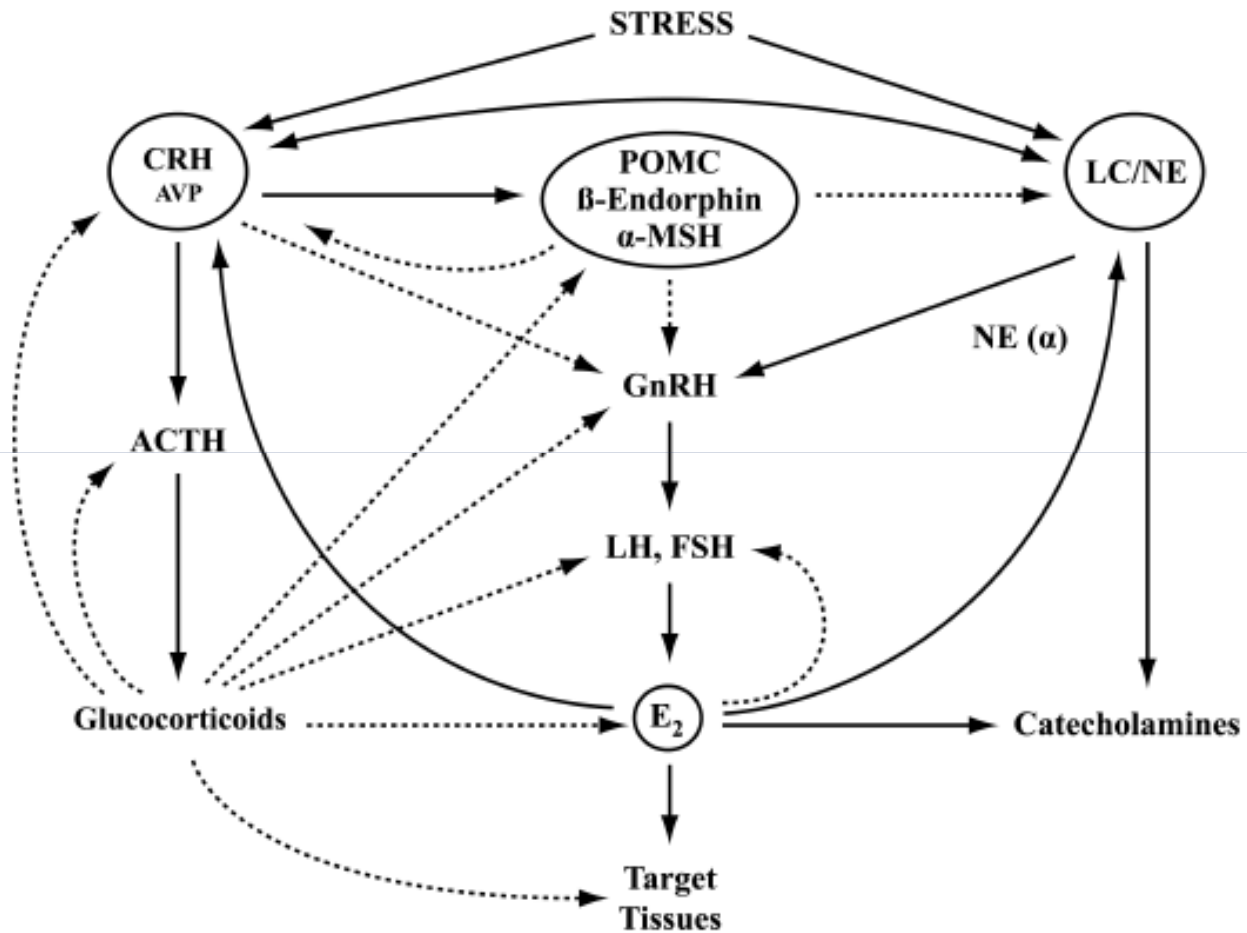 STRESS
CRH
AVP
POMC
ß-Endorphin
α-MSH
LC/NE
NE (α)
GnRH
ACTH
LH, FSH
Glucocorticoids
E2
Catecholamines
Target
Tissues